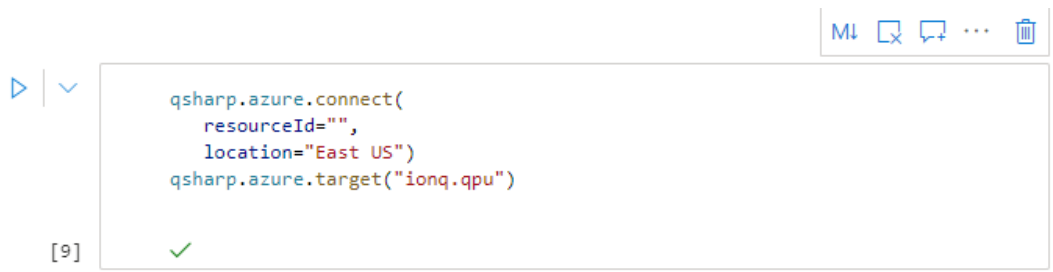 M↓
qsharp.azure.connect(
resourceId="",
location="East US")
qsharp.azure.target("ionq.qpu")
[9]